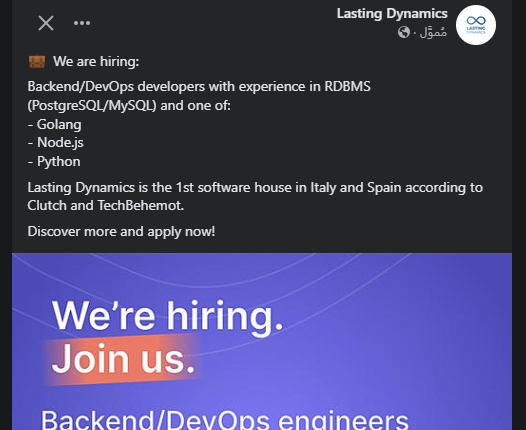 Lasting Dynamics
مُموَّل ·
LASTING
DYNAMICS
We are hiring:
Backend/DevOps developers with experience in RDBMS
(PostgreSQL/MySQL) and one of:
- Golang
- Node.js
- Python
Lasting Dynamics is the 1st software house in Italy and Spain according to
Clutch and TechBehemot.
Discover more and apply now!
We're hiring.
Join us.
Backend/DevOps engineers